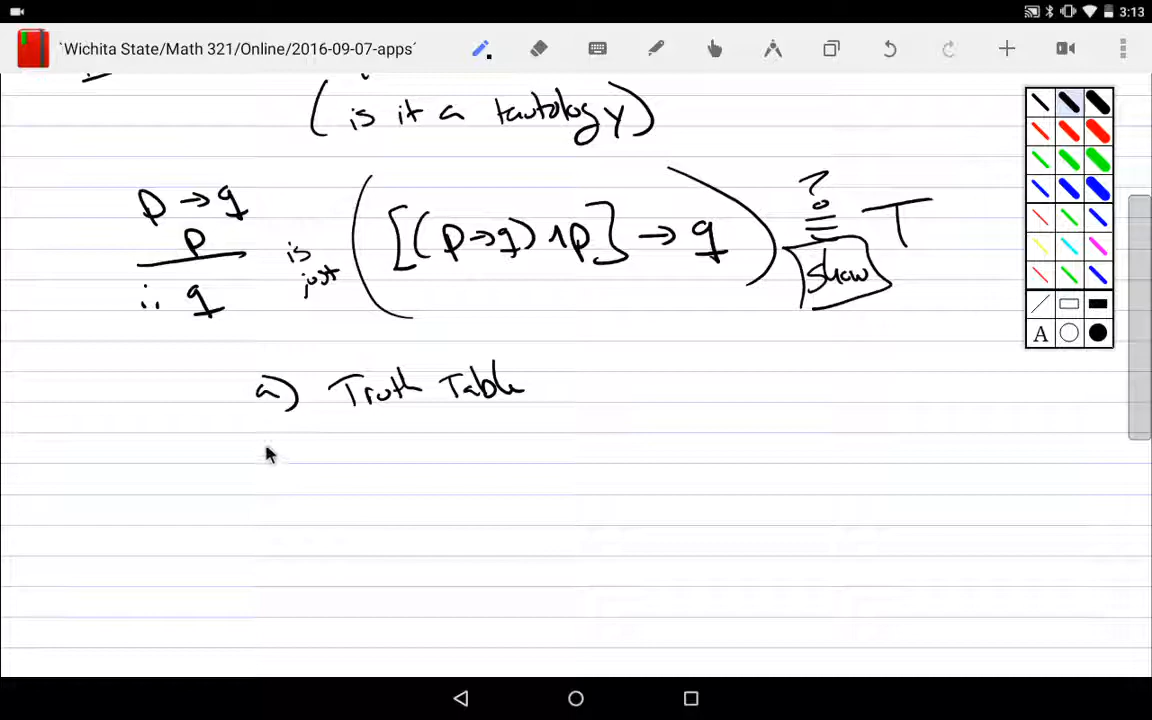 3:13
`Wichita State/Math 321/Online/2016-09-07-apps´
(is it a tautology)
p → q
p
∴ q
is just
([(p→q)∧p] → q) ≡ T
?
show
a) Truth Table
A